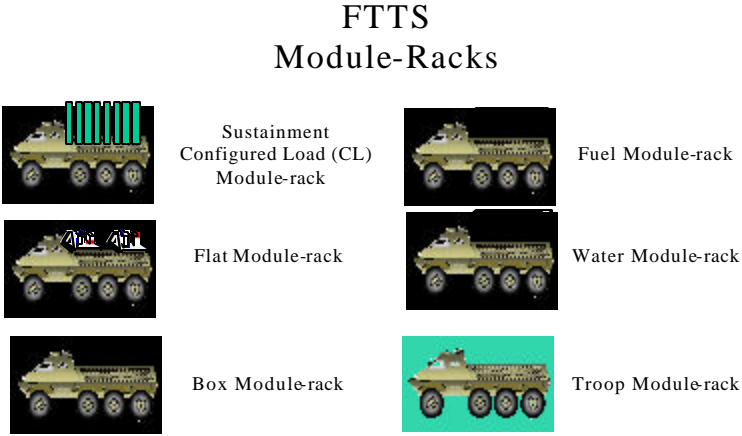 FTTS
Module-Racks
Sustainment
Configured Load (CL)
Module-rack
Fuel Module-rack
Flat Module-rack
Water Module-rack
Box Module-rack
Troop Module-rack